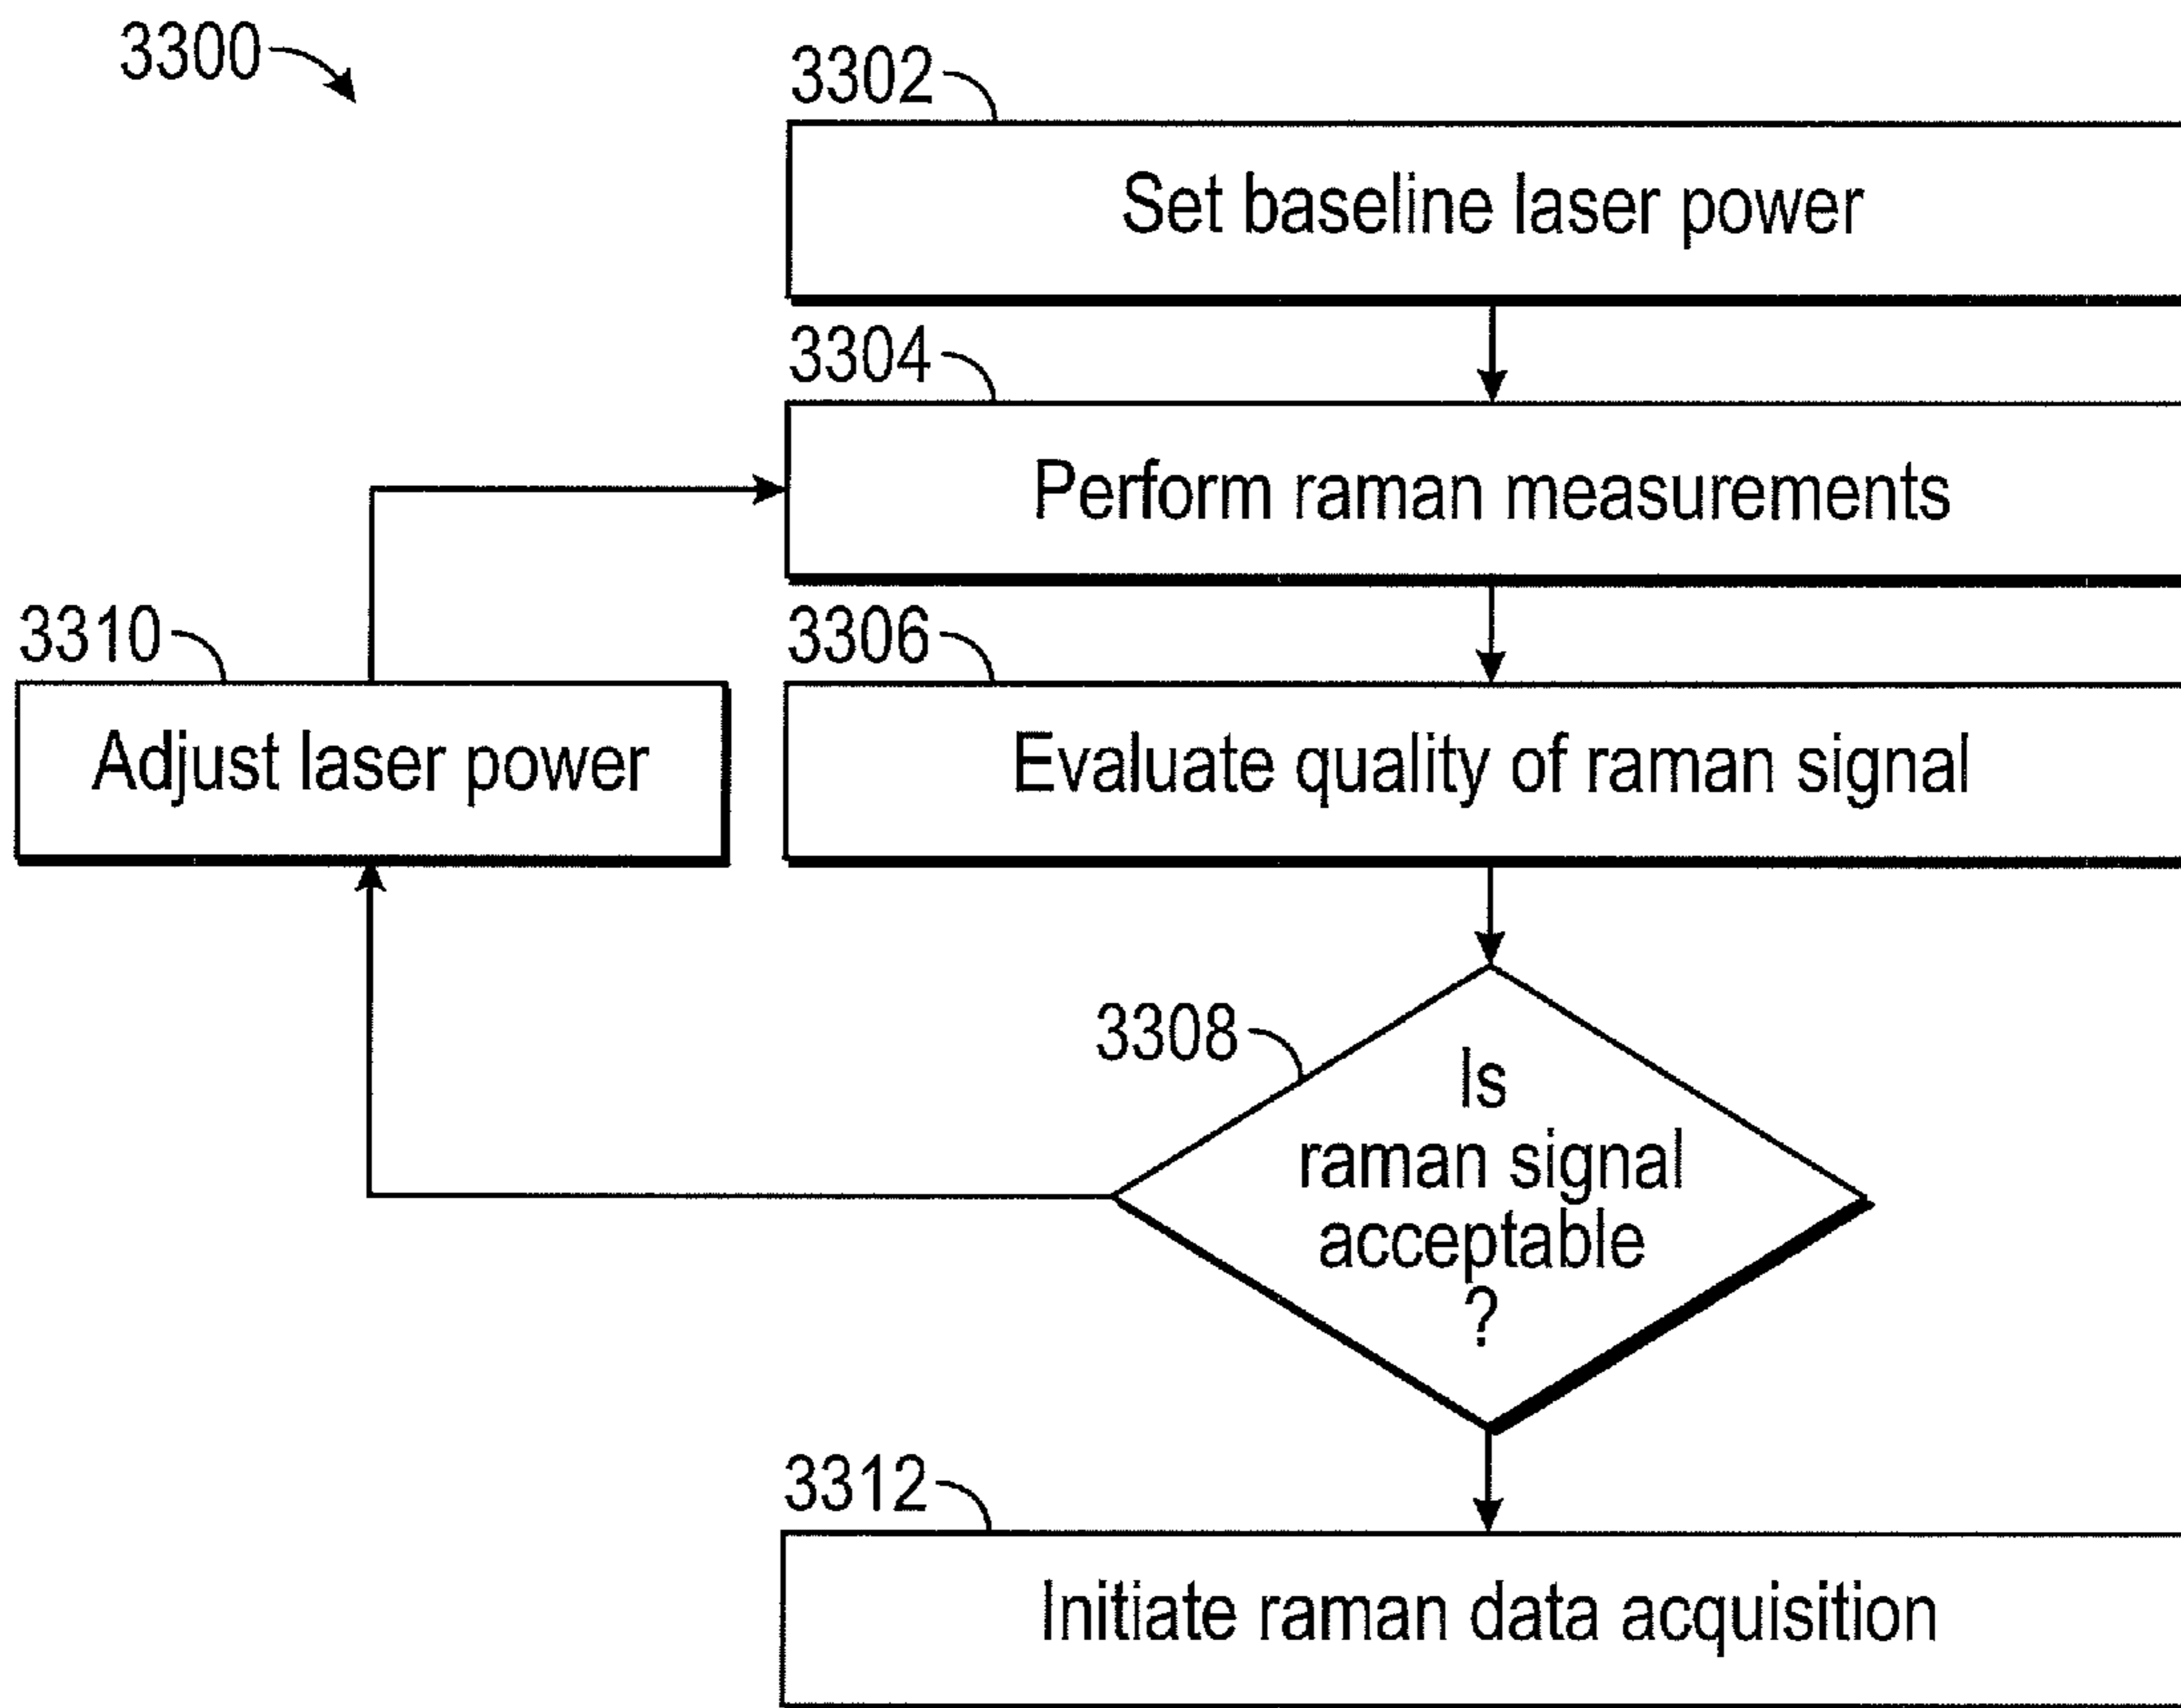 3300
3302
Set baseline laser power
3304
Perform raman measurements
3310
3306
Adjust laser power
Evaluate quality of raman signal
3308
Is
raman signal
acceptable
?
3312
Initiate raman data acquisition